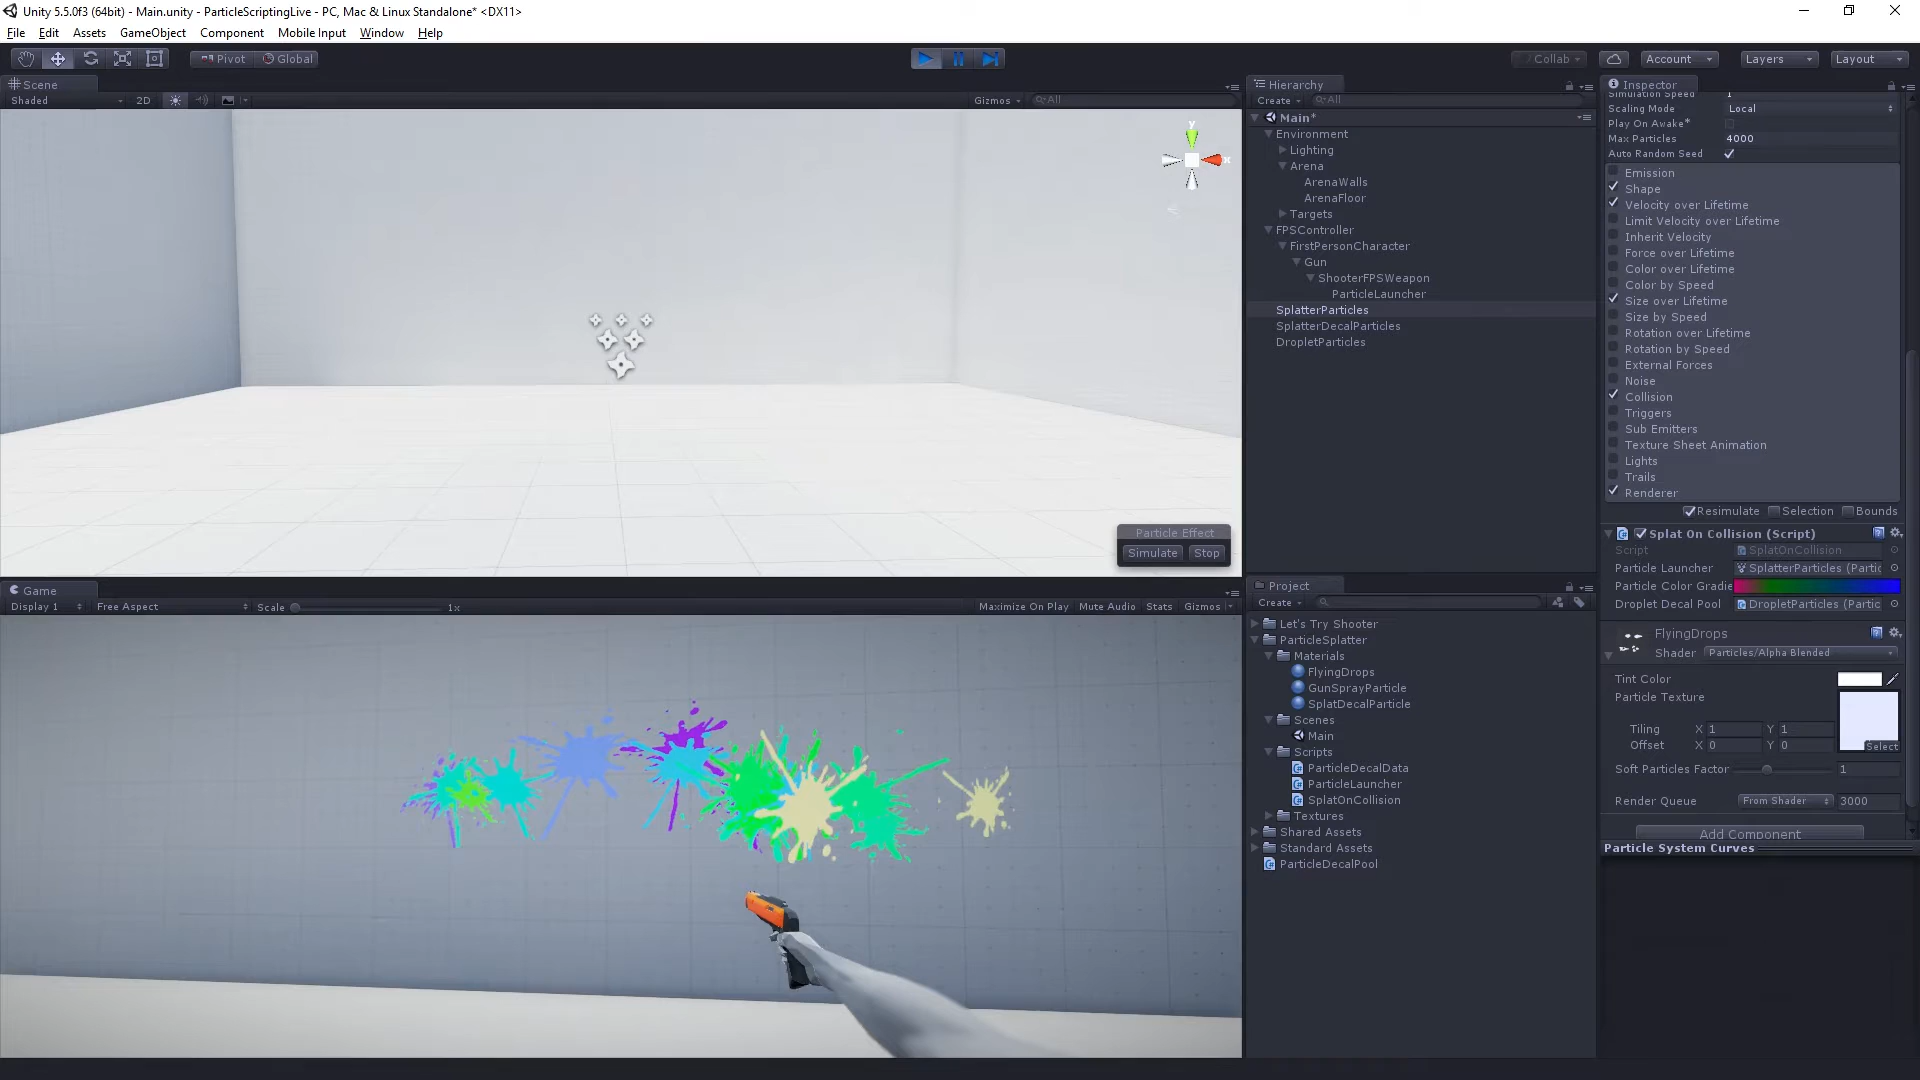 Unity 5.5.0f3 (64bit) - Main.unity - ParticleScriptingLive - PC, Mac & Linux Standalone* <DX11>
File Edit Assets GameObject Component Mobile Input Window Help
Pivot Global Collab Account Layers Layout
Scene
Shaded 2D Gizmos All
y
x
Particle Effect
Simulate Stop
Game
Display 1 Free Aspect Scale 1x Maximize On Play Mute Audio Stats Gizmos
Hierarchy
Create All
Main*
Environment
Lighting
Arena
ArenaWalls
ArenaFloor
Targets
FPSController
FirstPersonCharacter
Gun
ShooterFPSWeapon
ParticleLauncher
SplatterParticles
SplatterDecalParticles
DropletParticles
Project
Create
Let's Try Shooter
ParticleSplatter
Materials
FlyingDrops
GunSprayParticle
SplatDecalParticle
Scenes
Main
Scripts
ParticleDecalData
ParticleLauncher
SplatOnCollision
Textures
Shared Assets
Standard Assets
ParticleDecalPool
Inspector
Simulation Speed 1
Scaling Mode Local
Play On Awake*
Max Particles 4000
Auto Random Seed
Emission
Shape
Velocity over Lifetime
Limit Velocity over Lifetime
Inherit Velocity
Force over Lifetime
Color over Lifetime
Color by Speed
Size over Lifetime
Size by Speed
Rotation over Lifetime
Rotation by Speed
External Forces
Noise
Collision
Triggers
Sub Emitters
Texture Sheet Animation
Lights
Trails
Renderer
Resimulate Selection Bounds
Splat On Collision (Script)
Script SplatOnCollision
Particle Launcher SplatterParticles (Partic
Particle Color Gradie
Droplet Decal Pool DropletParticles (Partic
FlyingDrops
Shader Particles/Alpha Blended
Tint Color
Particle Texture
Tiling X 1 Y 1
Offset X 0 Y 0
Select
Soft Particles Factor 1
Render Queue From Shader 3000
Add Component
Particle System Curves